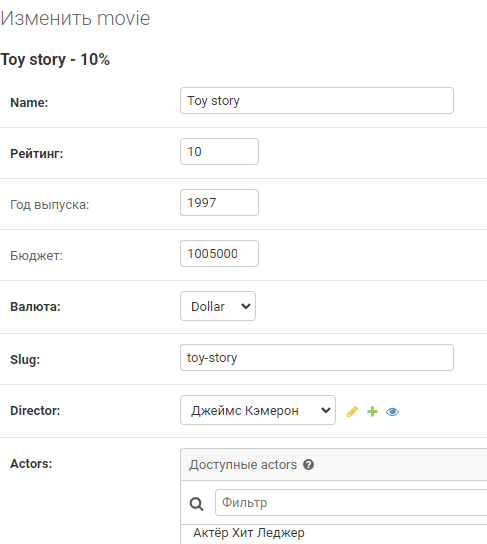 Изменить movie
Toy story - 10%
Name: Toy story
Рейтинг: 10
Год выпуска: 1997
Бюджет: 1005000
Валюта: Dollar
Slug: toy-story
Director: Джеймс Кэмерон
Actors: Доступные actors ?
Фильтр
Актёр Хит Леджер